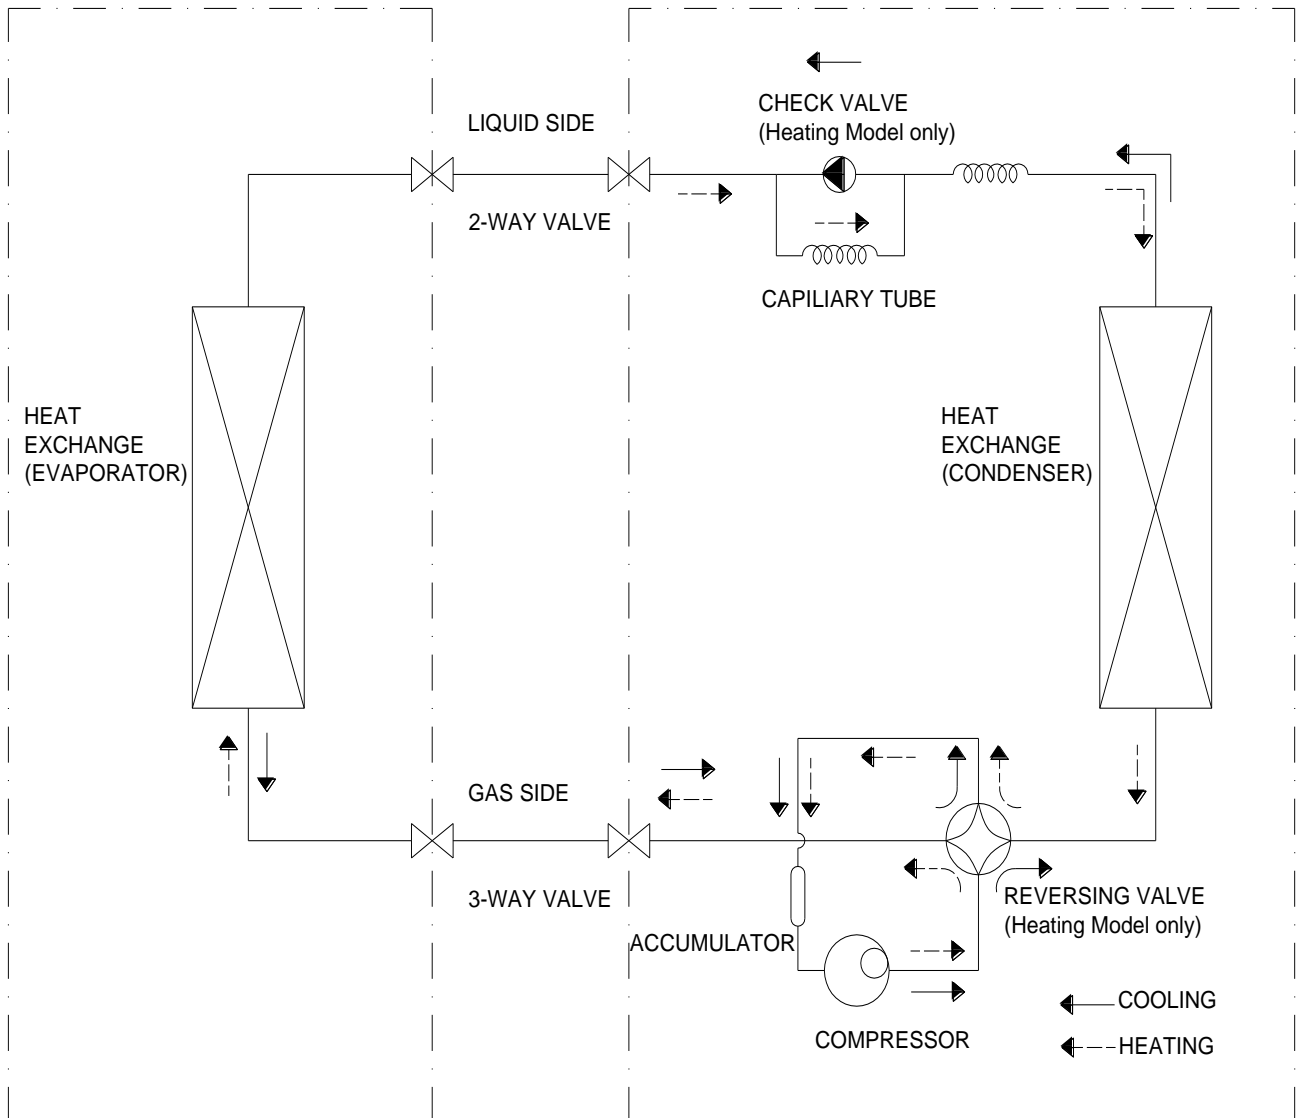 CHECK VALVE
(Heating Model only)
LIQUID SIDE
2-WAY VALVE
CAPILIARY TUBE
HEAT
EXCHANGE
(EVAPORATOR)
HEAT
EXCHANGE
(CONDENSER)
GAS SIDE
3-WAY VALVE
REVERSING VALVE
(Heating Model only)
ACCUMULATOR
COMPRESSOR
COOLING
HEATING